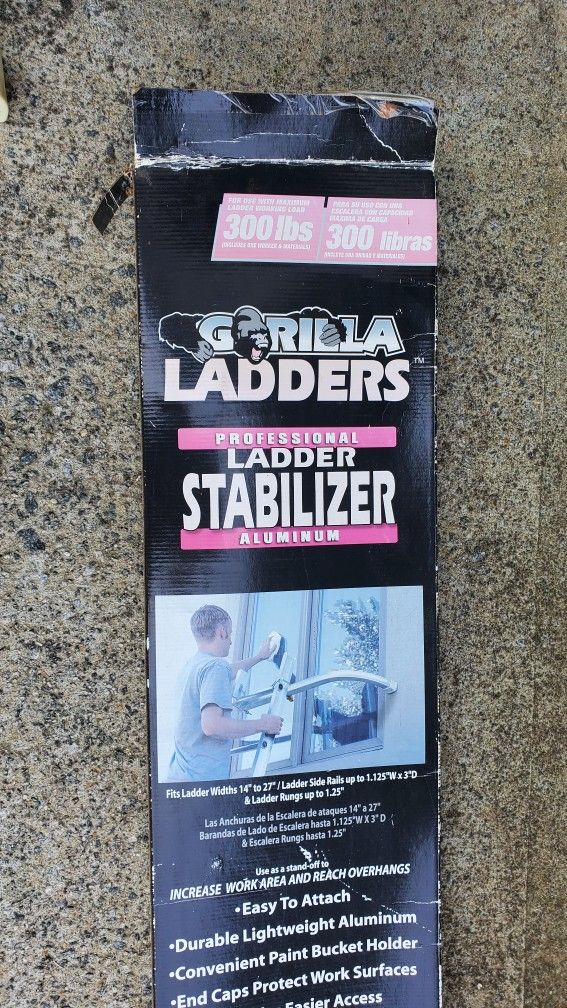 FOR USE WITH MAXIMUM
LADDER WORKING LOAD
300 lbs
(INCLUDES USE WORKER & MATERIALS)
PARA SU USO CON UNA
ESCALERA CON CAPACIDAD
MAXIMA DE CARGA
300 libras
GORILLA
LADDERS™
PROFESSIONAL
LADDER
STABILIZER
ALUMINUM
Fits Ladder Widths 14" to 27" / Ladder Side Rails up to 1.125"W x 3"D
& Ladder Rungs up to 1.25"
Las Anchuras de la Escalera de ataques 14" a 27"
Barandas de Lado de Escalera hasta 1.125"W X 3" D
& Escalera Rungs hasta 1.25"
Use as a stand-off to
INCREASE WORK AREA AND REACH OVERHANGS
•Easy To Attach
•Durable Lightweight Aluminum
•Convenient Paint Bucket Holder
•End Caps Protect Work Surfaces
Easier Access